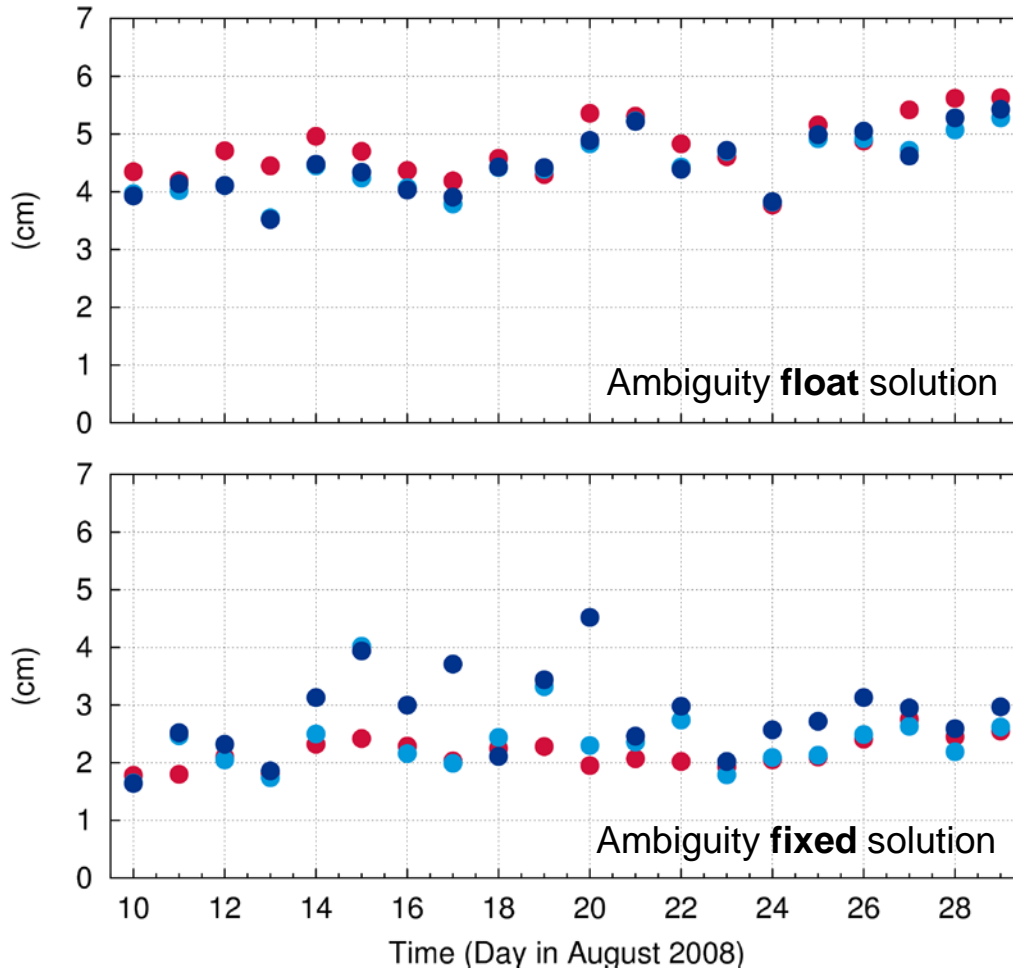 7
6
5
4
3
2
1
0
(cm)
Ambiguity float solution
7
6
5
4
3
2
1
0
(cm)
Ambiguity fixed solution
10 12 14 16 18 20 22 24 26 28
Time (Day in August 2008)